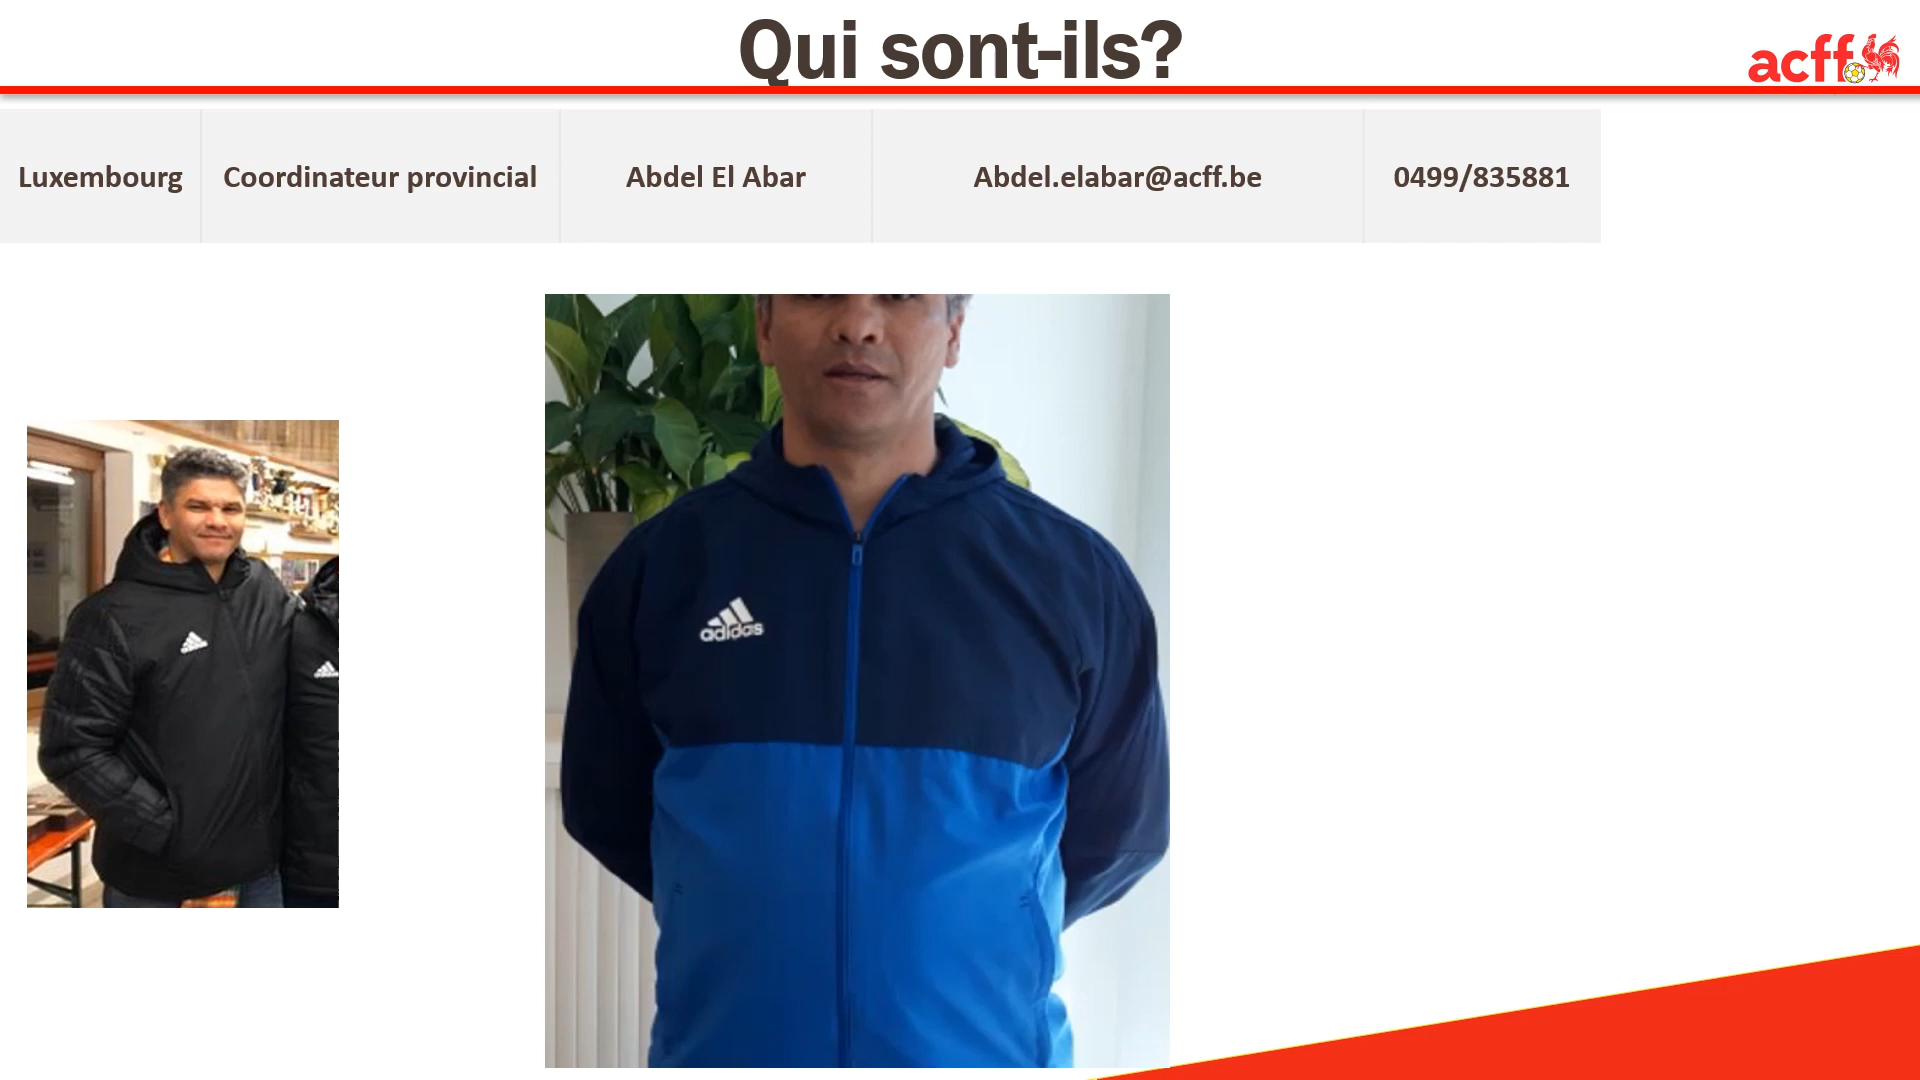 Qui sont-ils?
acff
Luxembourg Coordinateur provincial Abdel El Abar Abdel.elabar@acff.be 0499/835881
adidas